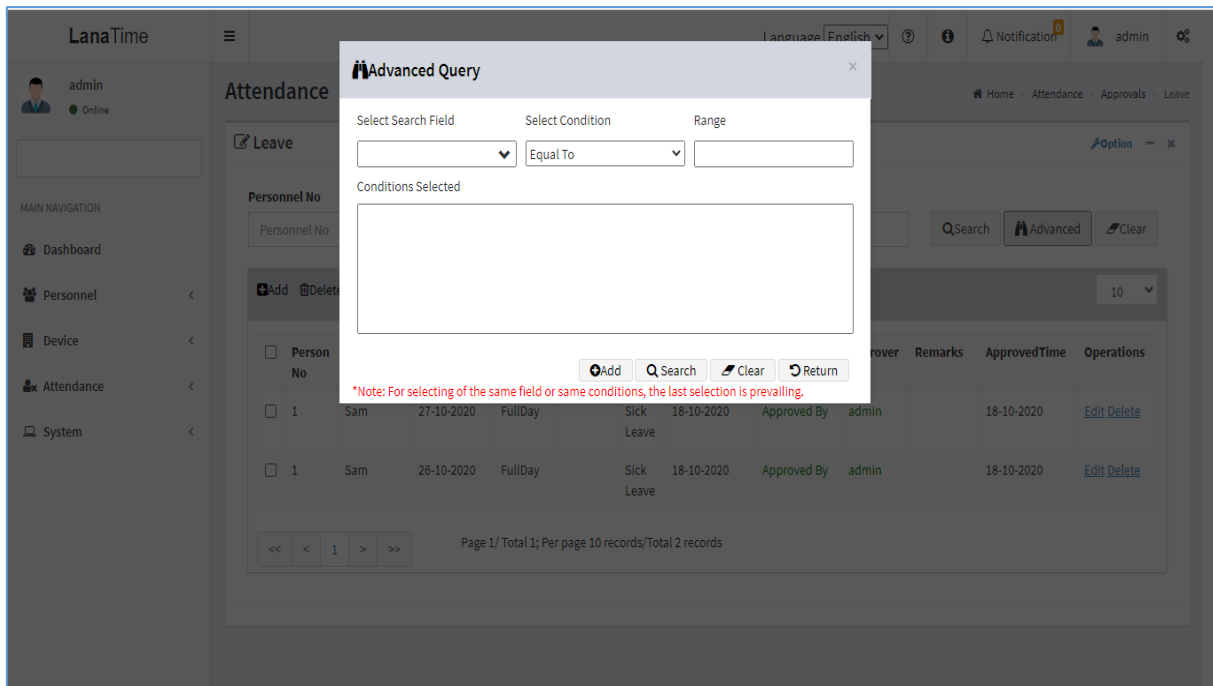 LanaTime
Language English
Notification 0
admin
admin
Online
Attendance
Home > Attendance > Approvals > Leave
Advanced Query
×
Select Search Field
Select Condition
Range
Equal To
Conditions Selected
Add
Search
Clear
Return
*Note: For selecting of the same field or same conditions, the last selection is prevailing.
Leave
Option
Personnel No
Personnel No
Search
Advanced
Clear
MAIN NAVIGATION
Dashboard
Personnel
Device
Attendance
System
Add Delete
10
Person No
Remarks
ApprovedTime
Operations
1 Sam 27-10-2020 FullDay Sick Leave 18-10-2020 Approved By admin 18-10-2020 Edit Delete
1 Sam 26-10-2020 FullDay Sick Leave 18-10-2020 Approved By admin 18-10-2020 Edit Delete
<< < 1 > >>
Page 1/ Total 1; Per page 10 records/Total 2 records